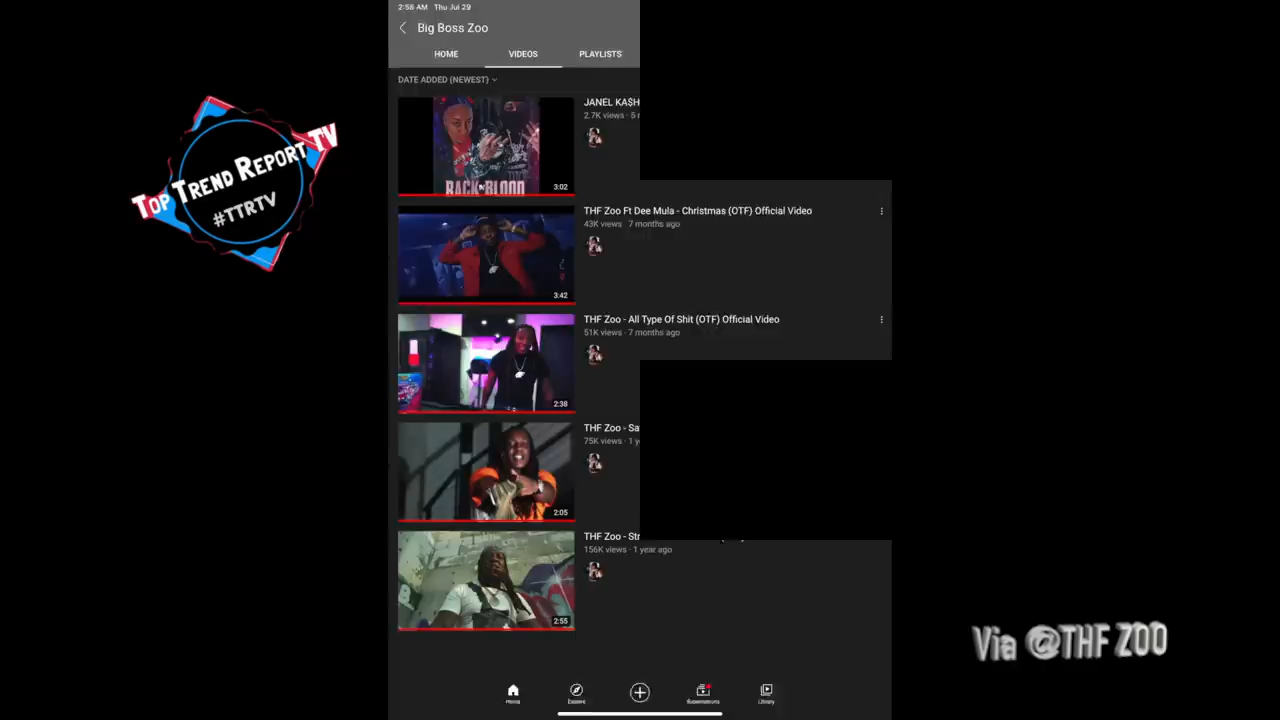 2:58 AM Thu Jul 29
Big Boss Zoo
HOME VIDEOS PLAYLISTS
DATE ADDED (NEWEST)
JANEL KA$H
2.7K views · 5
BACK BLOOD
3:02
THF Zoo Ft Dee Mula - Christmas (OTF) Official Video
43K views · 7 months ago
3:42
THF Zoo - All Type Of Shit (OTF) Official Video
51K views · 7 months ago
2:38
THF Zoo - Sa
75K views · 1 y
2:05
THF Zoo - Str
156K views · 1 year ago
2:55
Home Explore Subscriptions Library
TOP TREND REPORT TV
#TTRTV
Via @THF ZOO